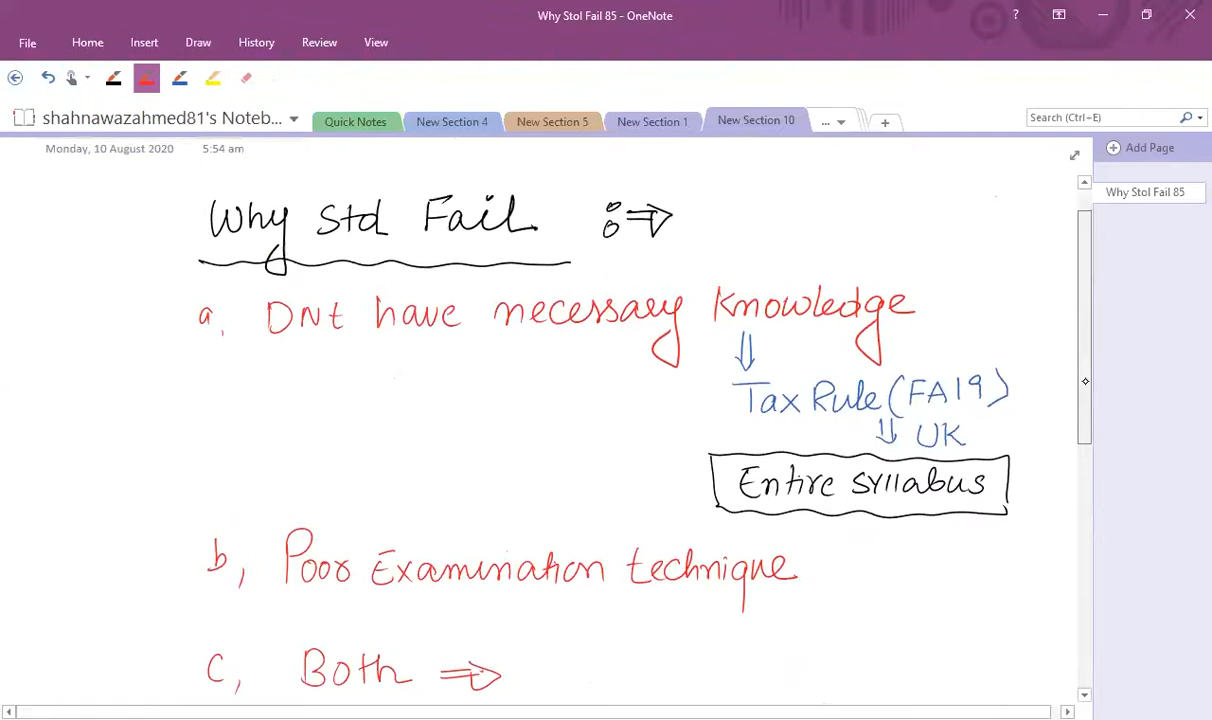 Why Stol Fail 85 - OneNote
?
File Home Insert Draw History Review View
shahnawazahmed81's Noteb...
Quick Notes
New Section 4
New Section 5
New Section 1
New Section 10
...
Search (Ctrl+E)
Monday, 10 August 2020 5:54 am
Add Page
Why Stol Fail 85
Why Std Fail :⇒
a, DNt have necessary Knowledge
⇓
Tax Rule (FA19)
⇓ UK
Entire syllabus
b, Poor Examination technique
c, Both ⇒